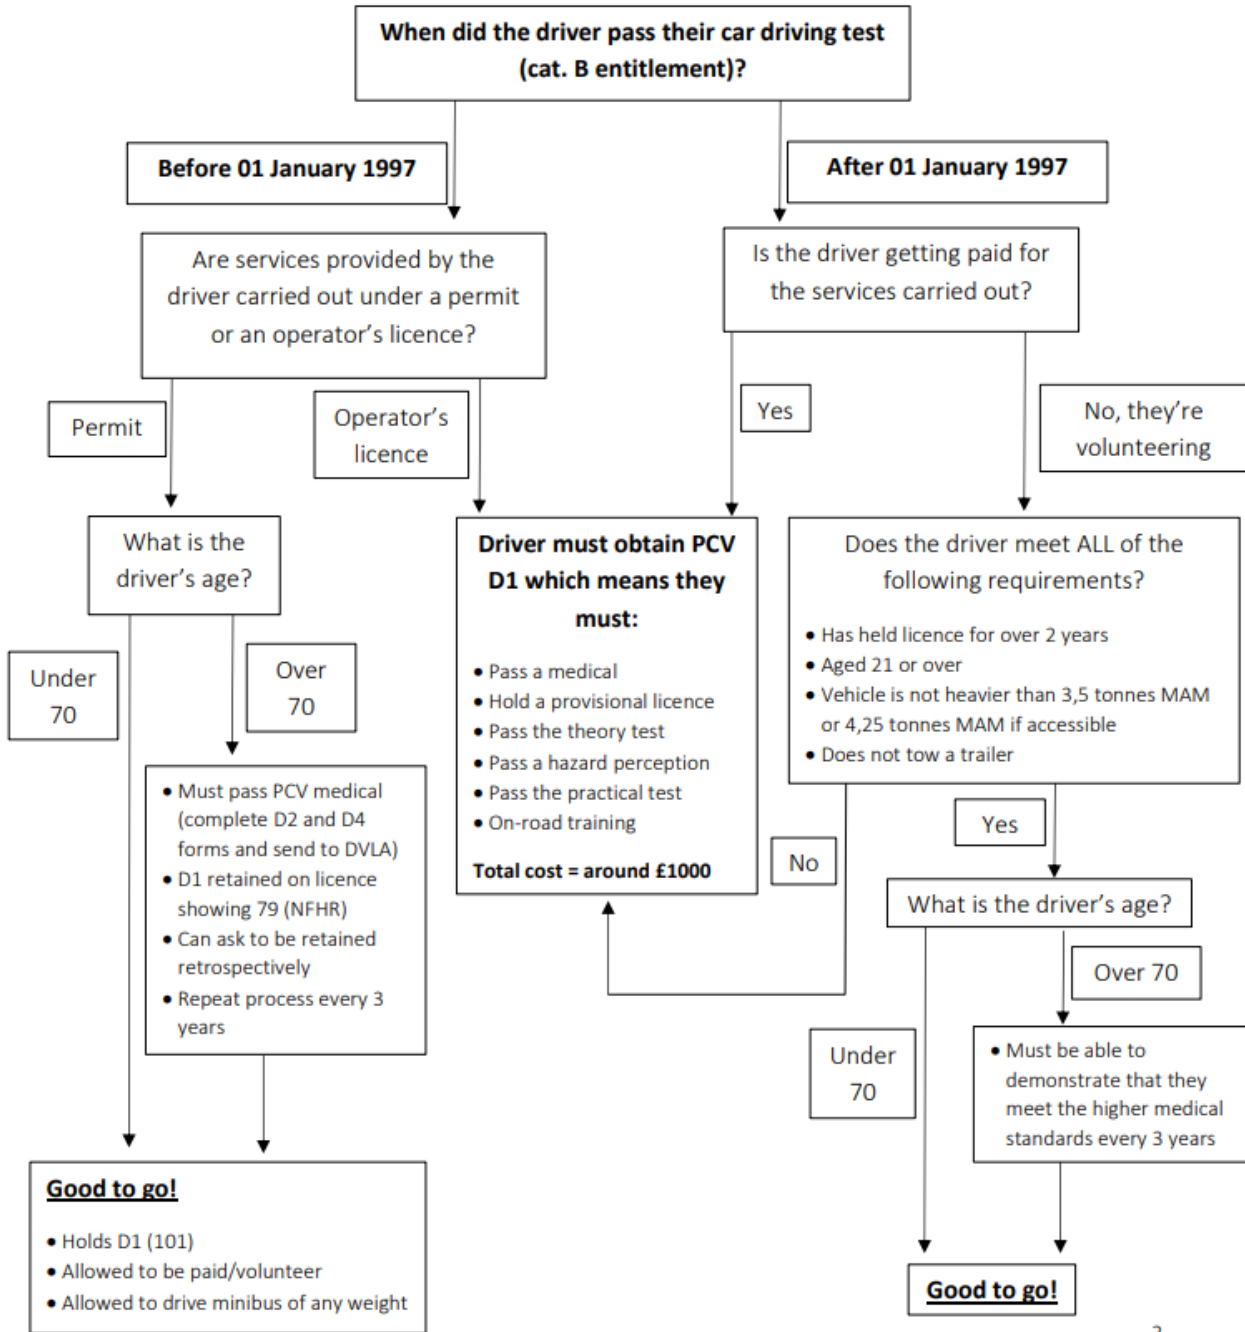 When did the driver pass their car driving test
(cat. B entitlement)?
Before 01 January 1997
After 01 January 1997
Are services provided by the
driver carried out under a permit
or an operator's licence?
Is the driver getting paid for
the services carried out?
Permit
Operator's
licence
Yes
No, they're
volunteering
What is the
driver's age?
Driver must obtain PCV
D1 which means they
must:
• Pass a medical
• Hold a provisional licence
• Pass the theory test
• Pass a hazard perception
• Pass the practical test
• On-road training
Total cost = around £1000
Does the driver meet ALL of the
following requirements?
• Has held licence for over 2 years
• Aged 21 or over
• Vehicle is not heavier than 3,5 tonnes MAM
or 4,25 tonnes MAM if accessible
• Does not tow a trailer
Under
70
Over
70
• Must pass PCV medical
(complete D2 and D4
forms and send to DVLA)
• D1 retained on licence
showing 79 (NFHR)
• Can ask to be retained
retrospectively
• Repeat process every 3
years
No
Yes
What is the driver's age?
Over 70
Under
70
• Must be able to
demonstrate that they
meet the higher medical
standards every 3 years
Good to go!
• Holds D1 (101)
• Allowed to be paid/volunteer
• Allowed to drive minibus of any weight
Good to go!